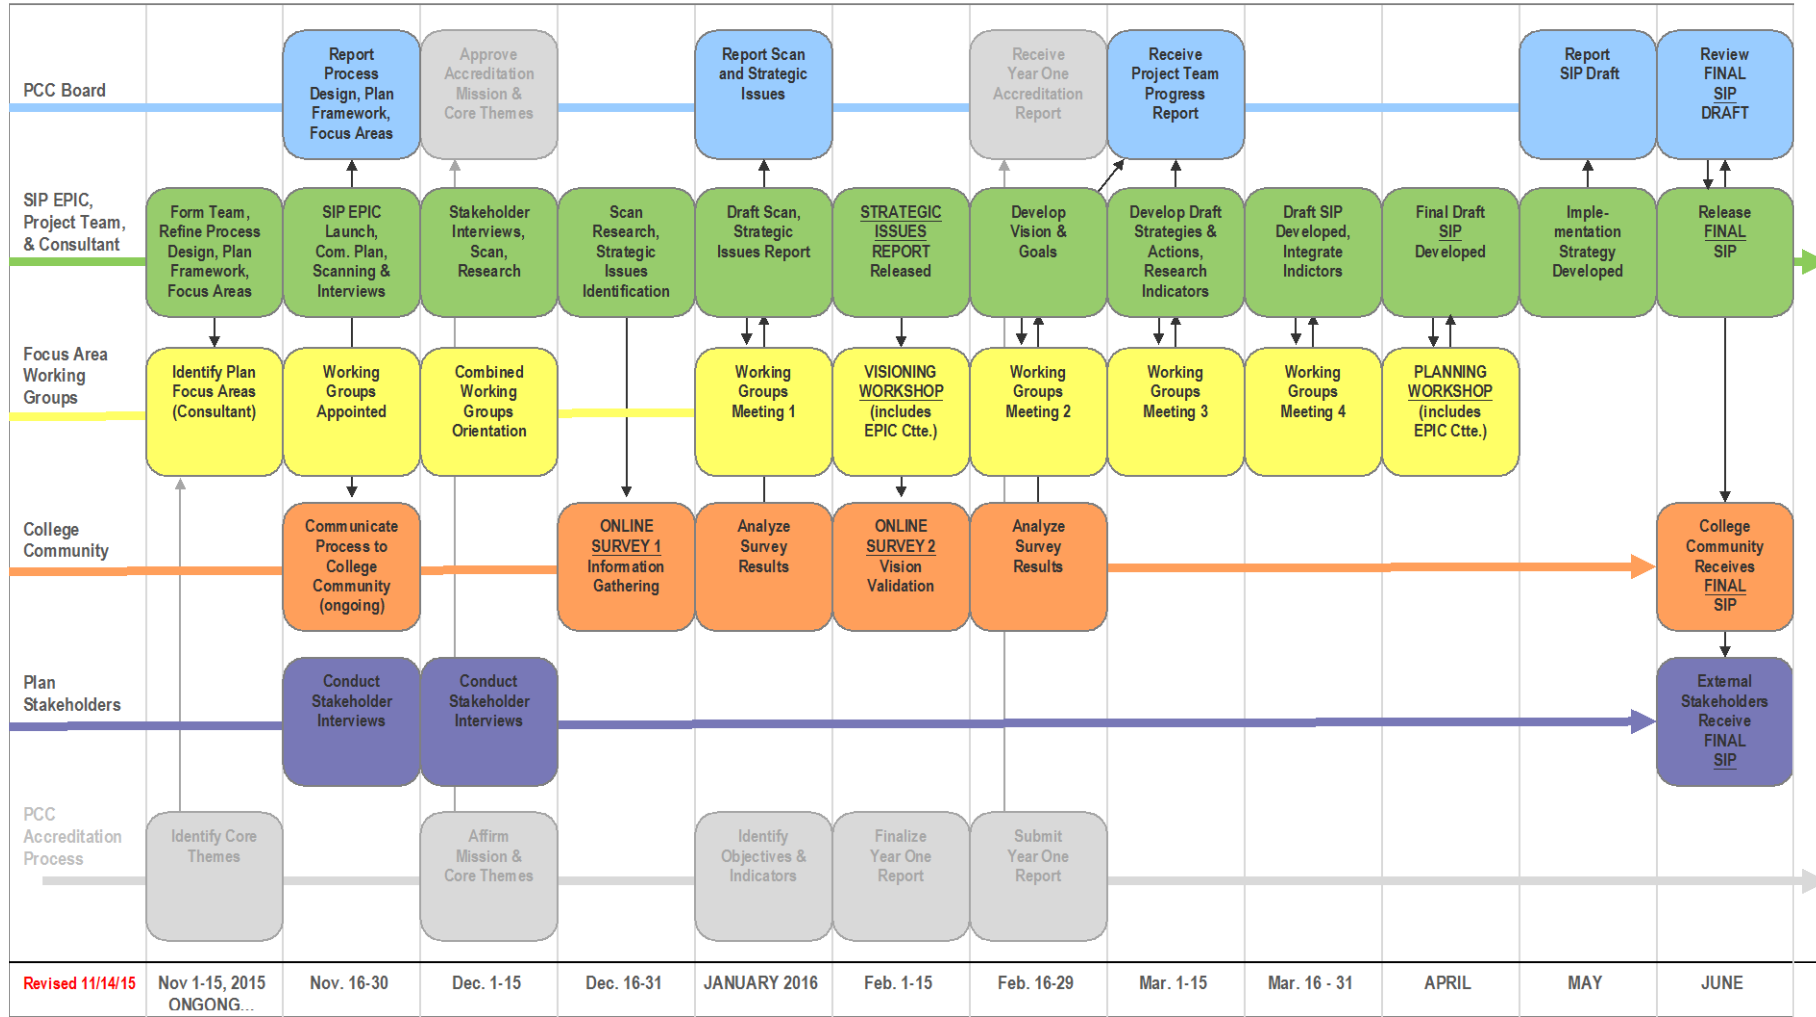 PCC Board
Report
Process
Design, Plan
Framework,
Focus Areas
Approve
Accreditation
Mission &
Core Themes
Report Scan
and Strategic
Issues
Receive
Year One
Accreditation
Report
Receive
Project Team
Progress
Report
Report
SIP Draft
Review
FINAL
SIP
DRAFT
SIP EPIC,
Project Team,
& Consultant
Form Team,
Refine Process
Design, Plan
Framework,
Focus Areas
SIP EPIC
Launch,
Com. Plan,
Scanning &
Interviews
Stakeholder
Interviews,
Scan,
Research
Scan
Research,
Strategic
Issues
Identification
Draft Scan,
Strategic
Issues Report
STRATEGIC
ISSUES
REPORT
Released
Develop
Vision &
Goals
Develop Draft
Strategies &
Actions,
Research
Indicators
Draft SIP
Developed,
Integrate
Indictors
Final Draft
SIP
Developed
Imple-
mentation
Strategy
Developed
Release
FINAL
SIP
Focus Area
Working
Groups
Identify Plan
Focus Areas
(Consultant)
Working
Groups
Appointed
Combined
Working
Groups
Orientation
Working
Groups
Meeting 1
VISIONING
WORKSHOP
(includes
EPIC Ctte.)
Working
Groups
Meeting 2
Working
Groups
Meeting 3
Working
Groups
Meeting 4
PLANNING
WORKSHOP
(includes
EPIC Ctte.)
College
Community
Communicate
Process to
College
Community
(ongoing)
ONLINE
SURVEY 1
Information
Gathering
Analyze
Survey
Results
ONLINE
SURVEY 2
Vision
Validation
Analyze
Survey
Results
College
Community
Receives
FINAL
SIP
Plan
Stakeholders
Conduct
Stakeholder
Interviews
Conduct
Stakeholder
Interviews
External
Stakeholders
Receive
FINAL
SIP
PCC
Accreditation
Process
Identify Core
Themes
Affirm
Mission &
Core Themes
Identify
Objectives &
Indicators
Finalize
Year One
Report
Submit
Year One
Report
Revised 11/14/15
Nov 1-15, 2015
ONGONG...
Nov. 16-30
Dec. 1-15
Dec. 16-31
JANUARY 2016
Feb. 1-15
Feb. 16-29
Mar. 1-15
Mar. 16 - 31
APRIL
MAY
JUNE